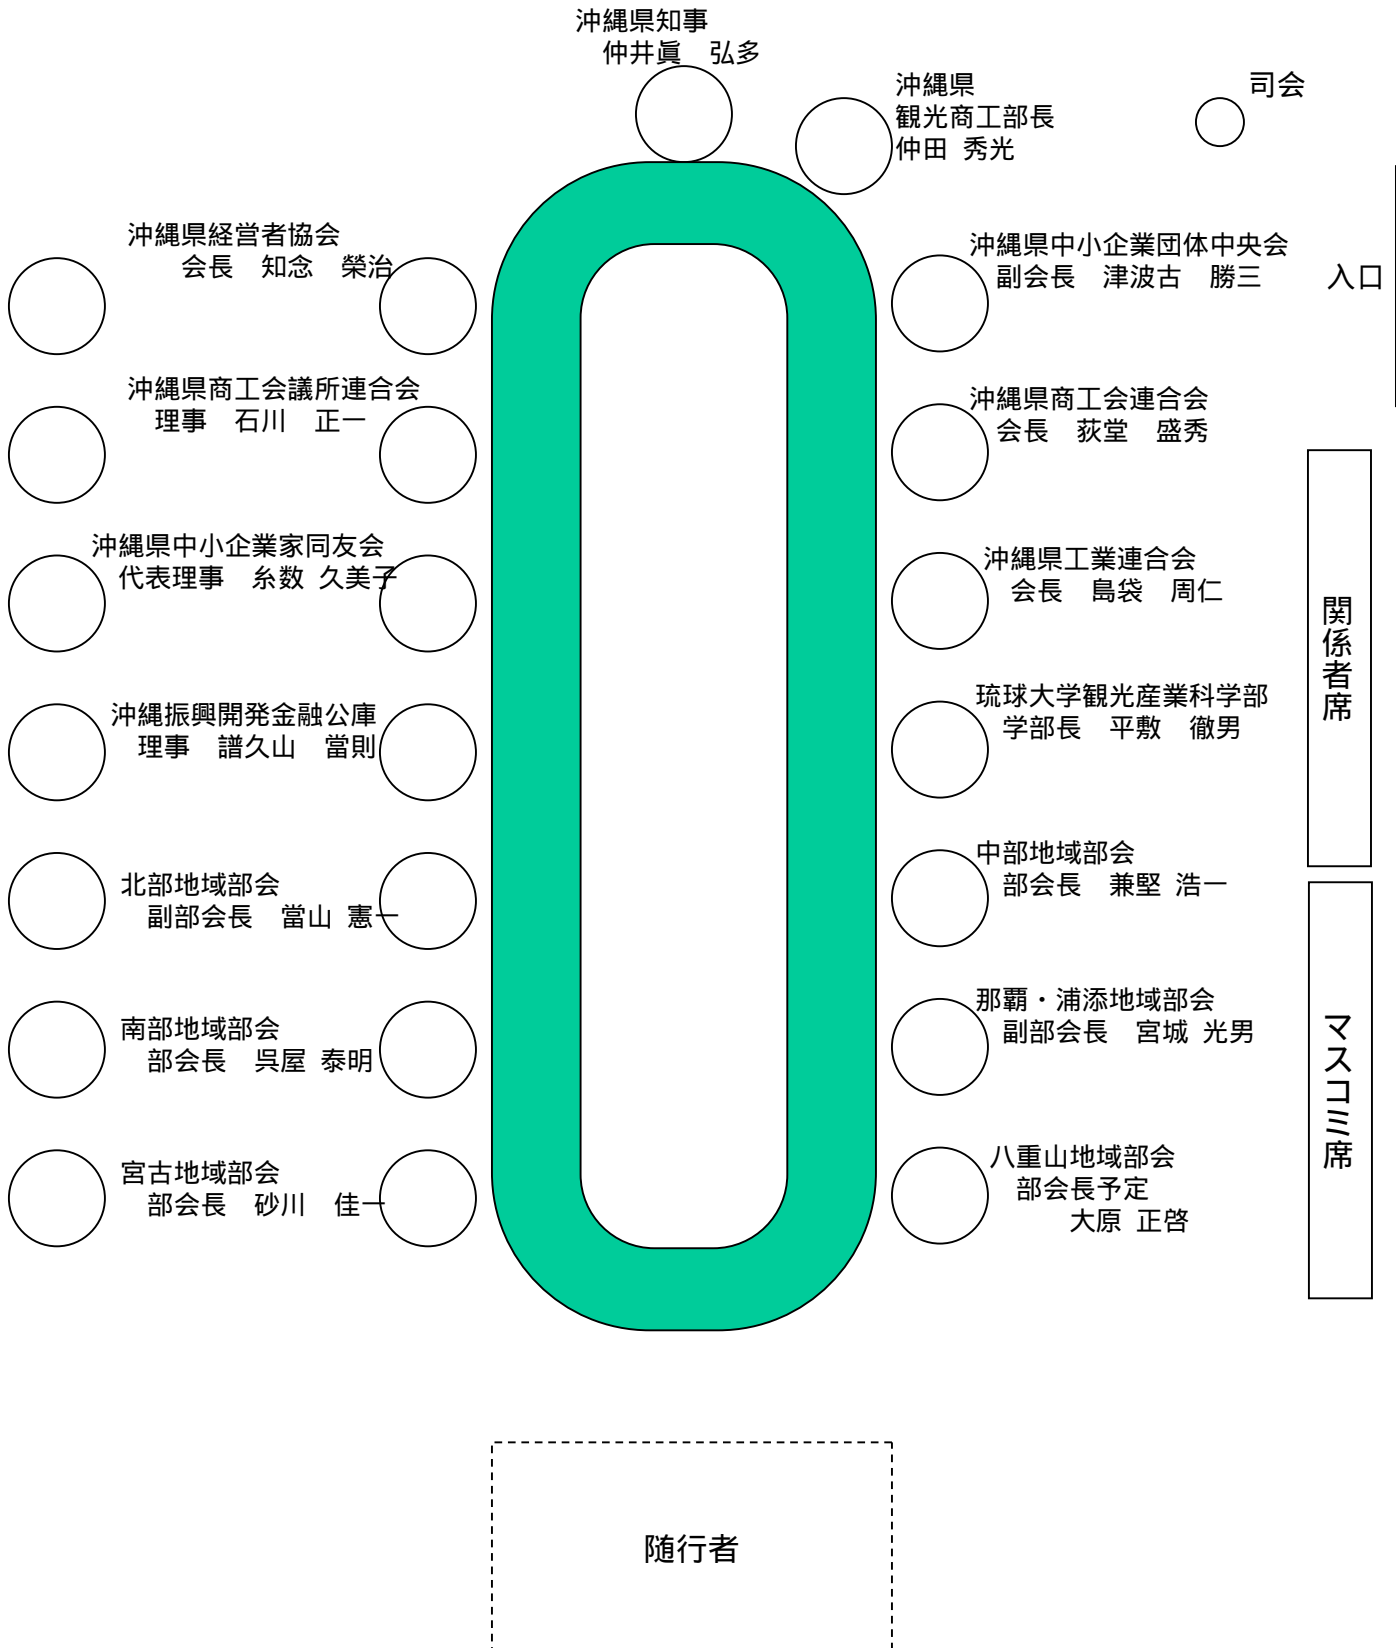 沖縄県知事
仲井眞　弘多
沖縄県
観光商工部長
仲田 秀光
司会
入口
沖縄県経営者協会
会長　知念　榮治
沖縄県商工会議所連合会
理事　石川　正一
沖縄県中小企業家同友会
代表理事　糸数 久美子
沖縄振興開発金融公庫
理事　譜久山　當則
北部地域部会
副部会長　當山 憲一
南部地域部会
部会長　呉屋 泰明
宮古地域部会
部会長　砂川　佳一
沖縄県中小企業団体中央会
副会長　津波古　勝三
沖縄県商工会連合会
会長　荻堂　盛秀
沖縄県工業連合会
会長　島袋　周仁
琉球大学観光産業科学部
学部長　平敷　徹男
中部地域部会
部会長　兼堅 浩一
那覇・浦添地域部会
副部会長　宮城 光男
八重山地域部会
部会長予定
大原 正啓
関係者席
マスコミ席
随行者